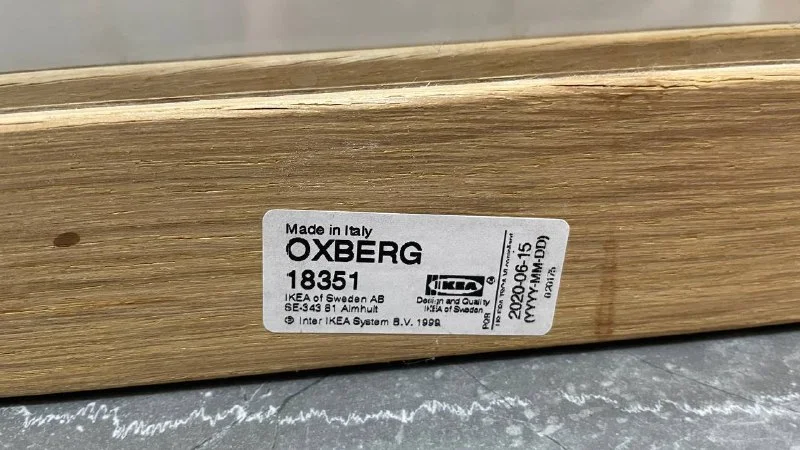 Made in Italy
OXBERG
18351
IKEA of Sweden AB
SE-343 81 Almhult
Ⓟ Inter IKEA System B.V. 1999
IKEA
Design and Quality
IKEA of Sweden
POR
2020-06-15
(YYYY-MM-DD)